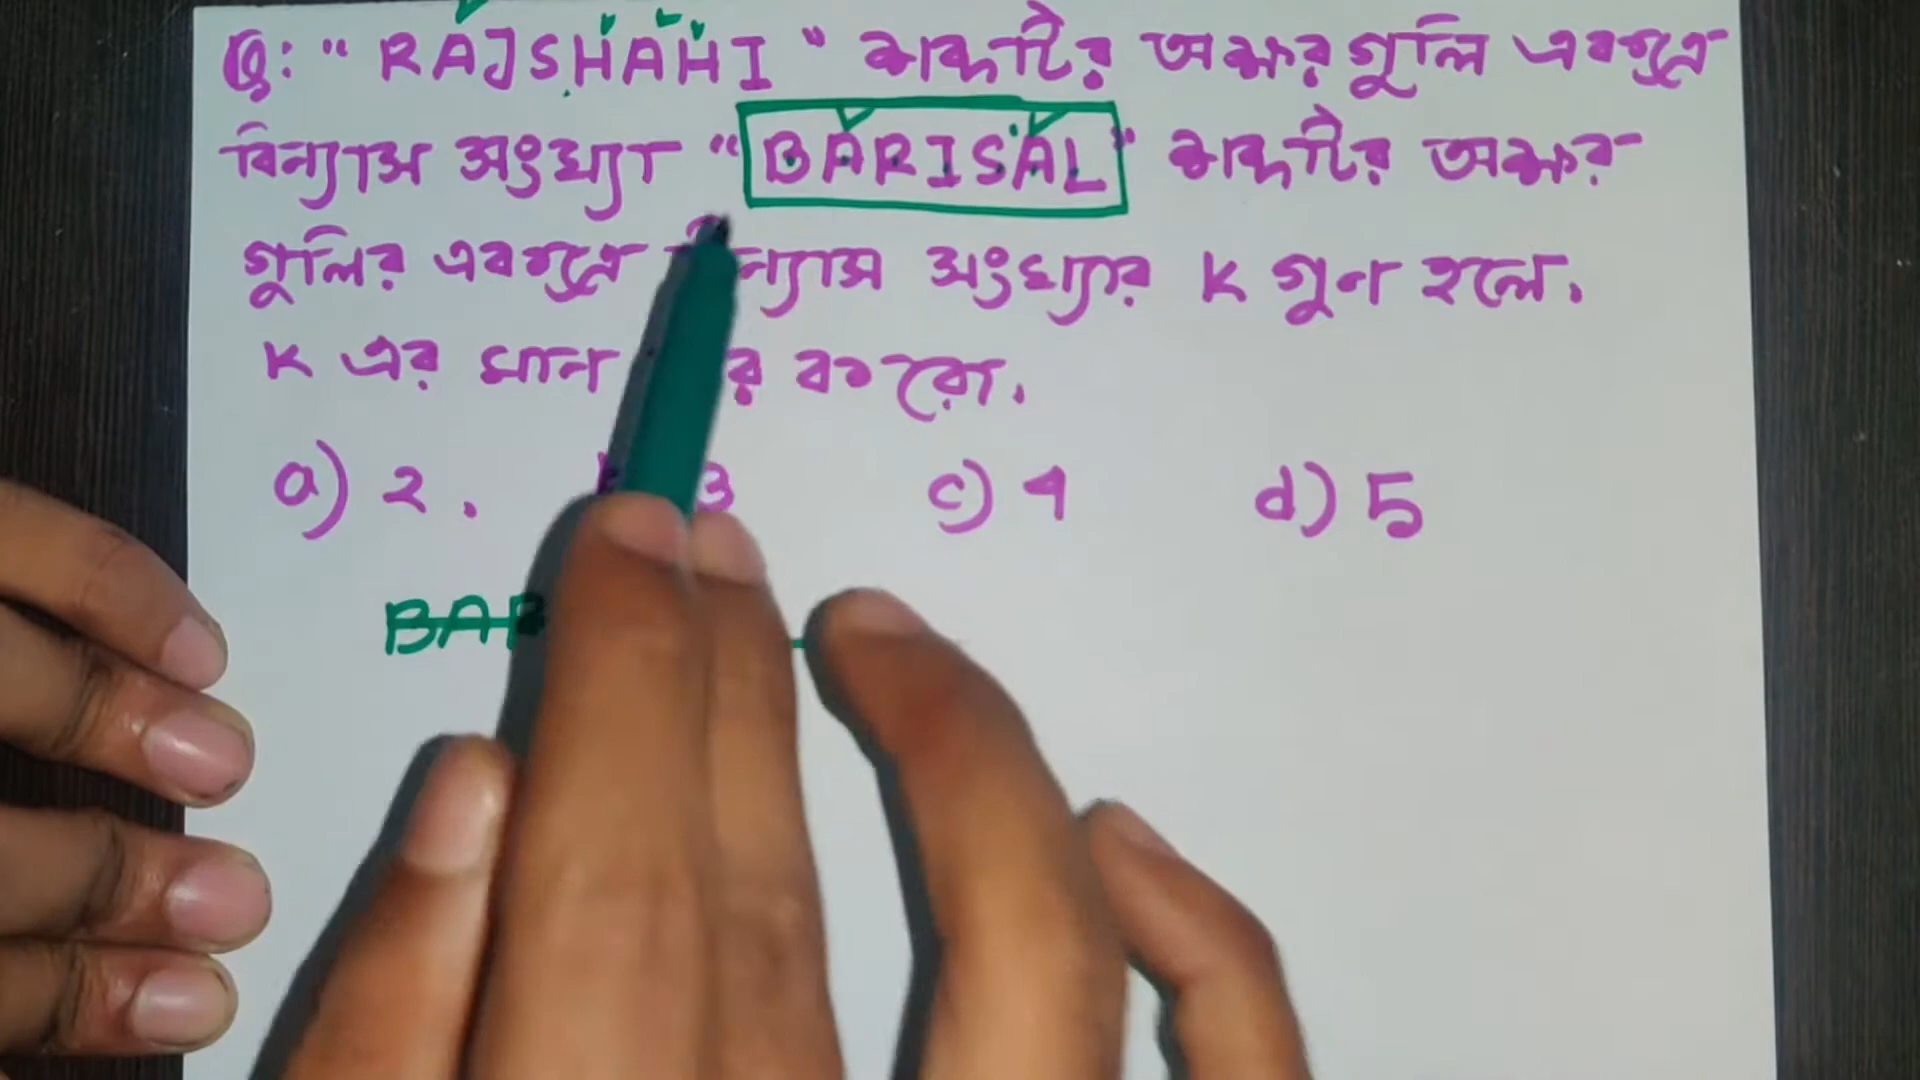 Q: "RAJSHAHI" শব্দটির অক্ষরগুলি একত্রে
বিন্যাস সংখ্যা "BARISAL" শব্দটির অক্ষর
গুলির একত্রে সংখ্যার K গুন হলে.
K এর মান করো.
a) 2. 3 c) 4 d) 5
BAR